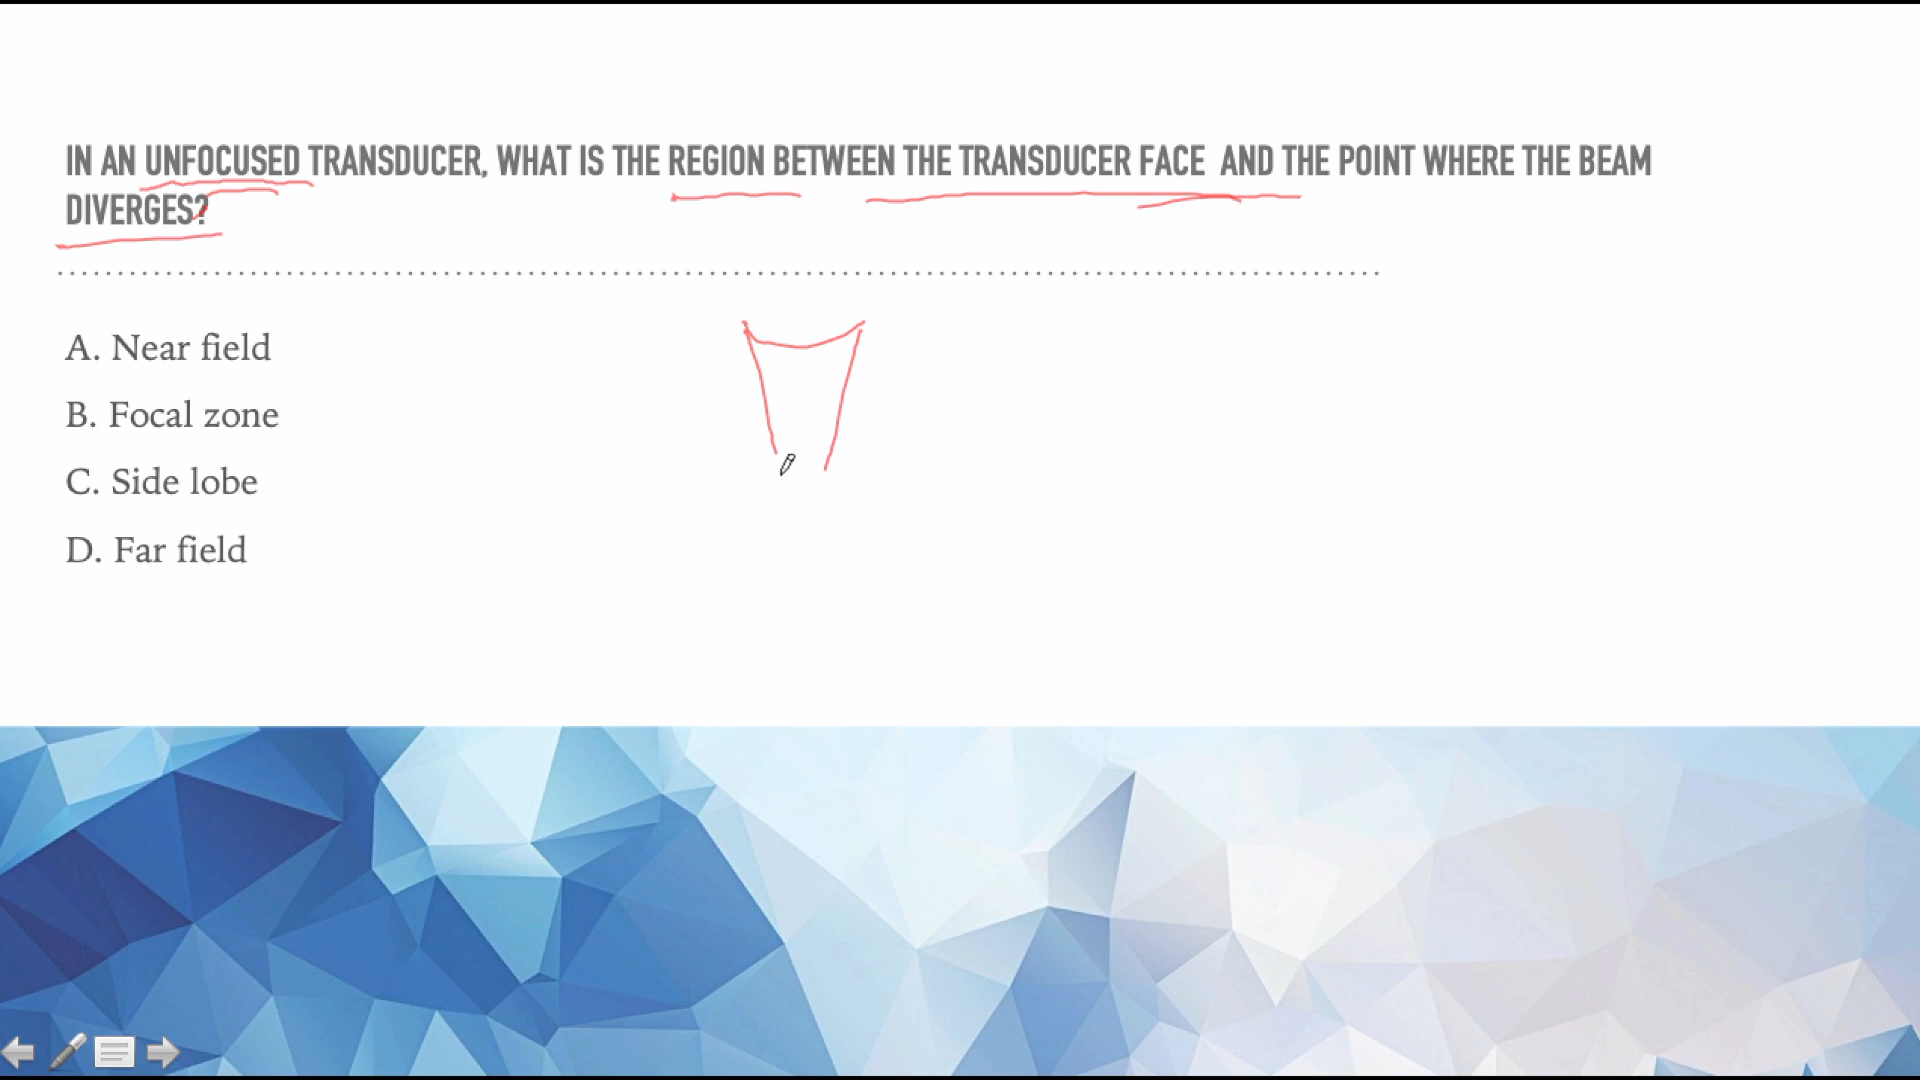 IN AN UNFOCUSED TRANSDUCER, WHAT IS THE REGION BETWEEN THE TRANSDUCER FACE AND THE POINT WHERE THE BEAM
DIVERGES?
A. Near field
B. Focal zone
C. Side lobe
D. Far field